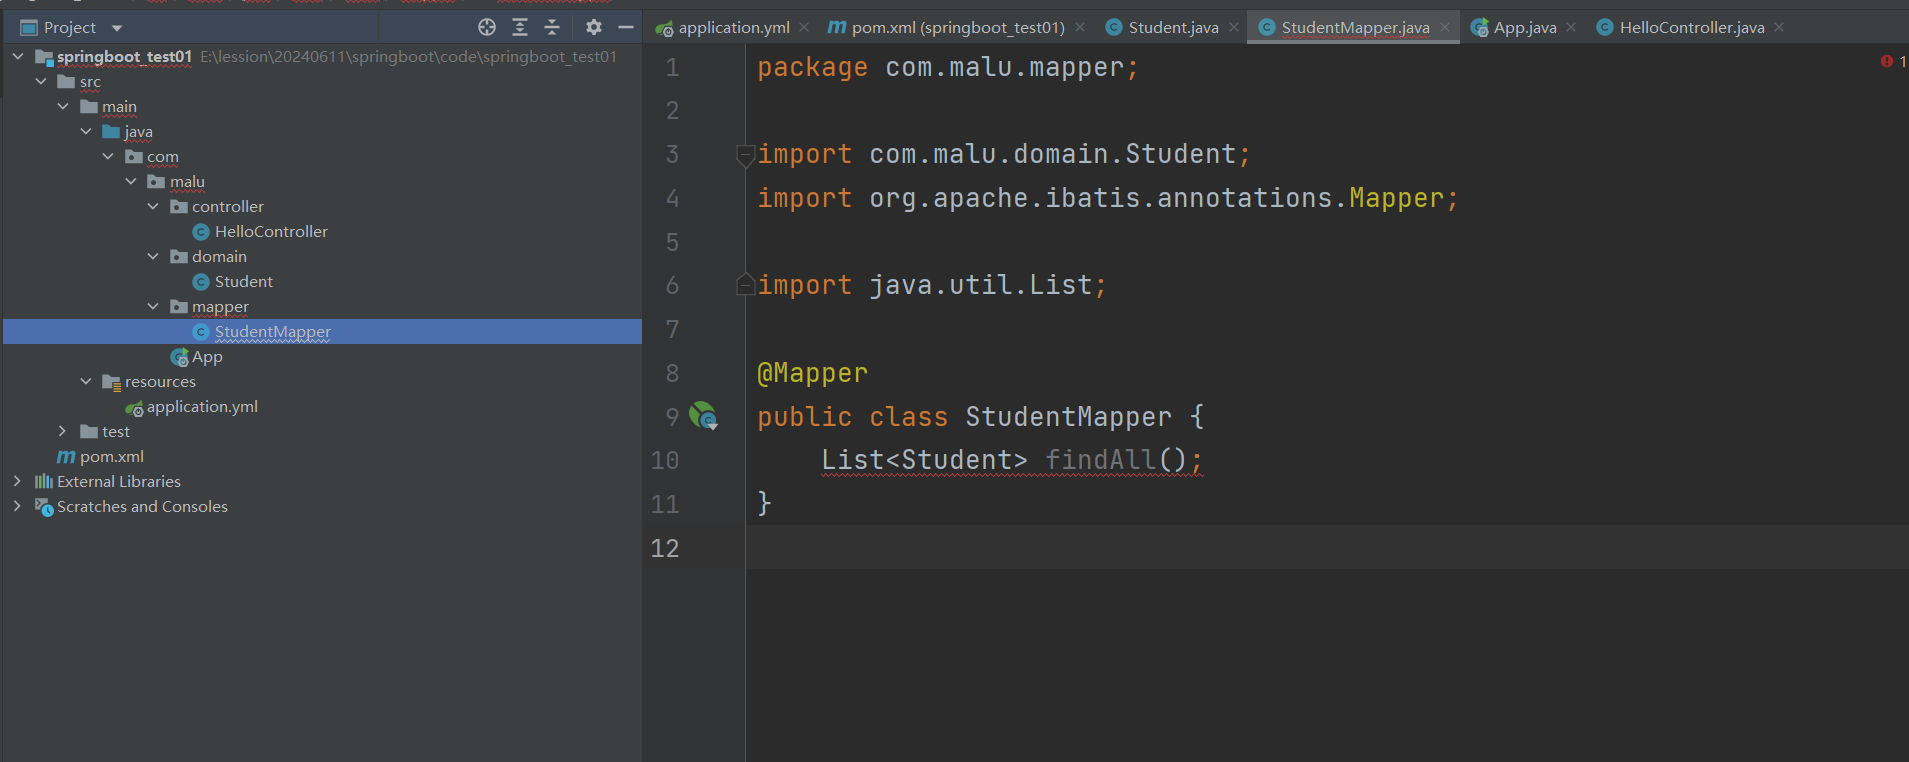 Project
springboot_test01 E:\lession\20240611\springboot\code\springboot_test01
src
main
java
com
malu
controller
HelloController
domain
Student
mapper
StudentMapper
App
resources
application.yml
test
pom.xml
External Libraries
Scratches and Consoles
application.yml pom.xml (springboot_test01) Student.java StudentMapper.java App.java HelloController.java
1
1 package com.malu.mapper;
2
3 import com.malu.domain.Student;
4 import org.apache.ibatis.annotations.Mapper;
5
6 import java.util.List;
7
8 @Mapper
9 public class StudentMapper {
10 List<Student> findAll();
11 }
12